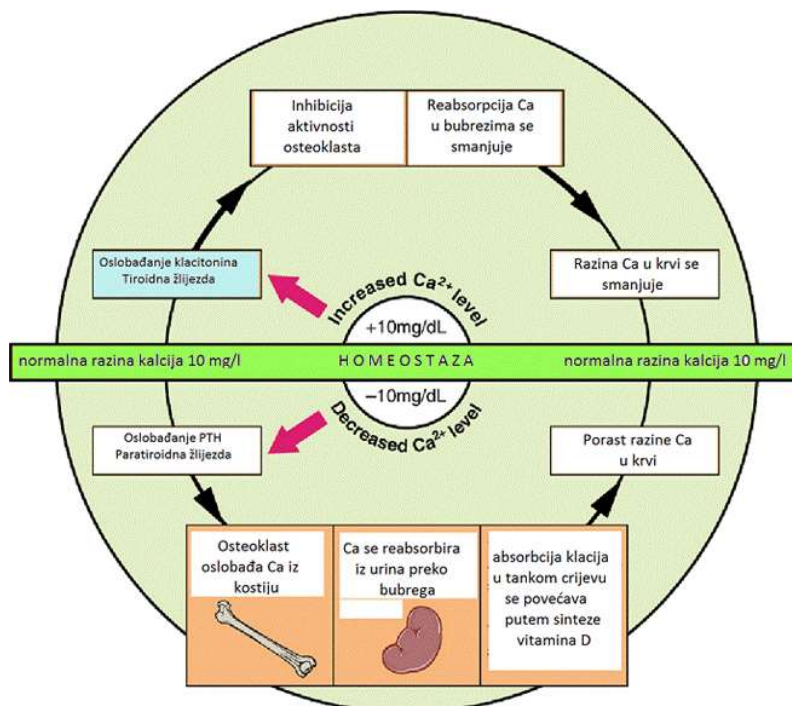 Inhibicija
aktivnosti
osteoklasta
Reabsorpcija Ca
u bubrezima se
smanjuje
Oslobađanje klacitonina
Tiroidna žlijezda
Increased Ca²⁺ level
+10mg/dL
Razina Ca u krvi se
smanjuje
normalna razina kalcija 10 mg/l
HOMEOSTAZA
normalna razina kalcija 10 mg/l
−10mg/dL
Decreased Ca²⁺ level
Oslobađanje PTH
Paratiroidna žlijezda
Porast razine Ca
u krvi
Osteoklast
oslobađa Ca iz
kostiju
Ca se reabsorbira
iz urina preko
bubrega
absorbcija klacija
u tankom crijevu
se povećava
putem sinteze
vitamina D